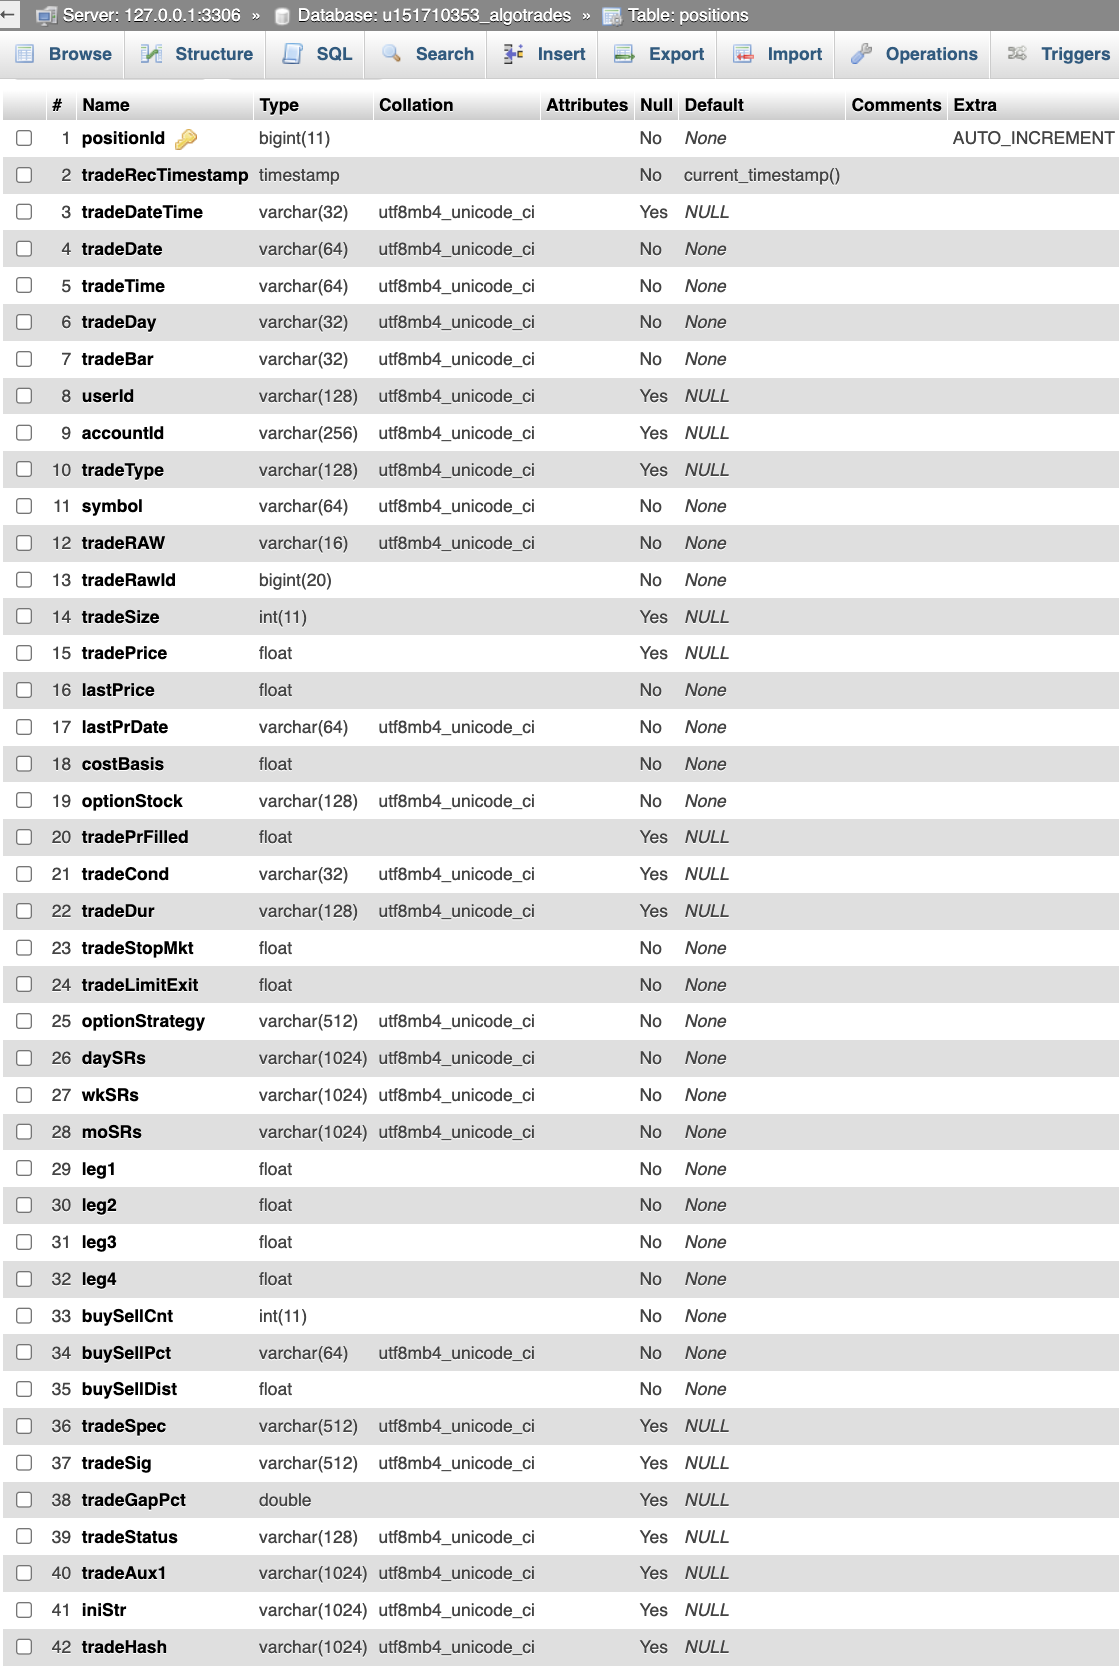 Server: 127.0.0.1:3306 » Database: u151710353_algotrades » Table: positions
Browse Structure SQL Search Insert Export Import Operations Triggers
# Name Type Collation Attributes Null Default Comments Extra
1 positionId bigint(11) No None AUTO_INCREMENT
2 tradeRecTimestamp timestamp No current_timestamp()
3 tradeDateTime varchar(32) utf8mb4_unicode_ci Yes NULL
4 tradeDate varchar(64) utf8mb4_unicode_ci No None
5 tradeTime varchar(64) utf8mb4_unicode_ci No None
6 tradeDay varchar(32) utf8mb4_unicode_ci No None
7 tradeBar varchar(32) utf8mb4_unicode_ci No None
8 userId varchar(128) utf8mb4_unicode_ci Yes NULL
9 accountId varchar(256) utf8mb4_unicode_ci Yes NULL
10 tradeType varchar(128) utf8mb4_unicode_ci Yes NULL
11 symbol varchar(64) utf8mb4_unicode_ci No None
12 tradeRAW varchar(16) utf8mb4_unicode_ci No None
13 tradeRawId bigint(20) No None
14 tradeSize int(11) Yes NULL
15 tradePrice float Yes NULL
16 lastPrice float No None
17 lastPrDate varchar(64) utf8mb4_unicode_ci No None
18 costBasis float No None
19 optionStock varchar(128) utf8mb4_unicode_ci No None
20 tradePrFilled float Yes NULL
21 tradeCond varchar(32) utf8mb4_unicode_ci Yes NULL
22 tradeDur varchar(128) utf8mb4_unicode_ci Yes NULL
23 tradeStopMkt float No None
24 tradeLimitExit float No None
25 optionStrategy varchar(512) utf8mb4_unicode_ci No None
26 daySRs varchar(1024) utf8mb4_unicode_ci No None
27 wkSRs varchar(1024) utf8mb4_unicode_ci No None
28 moSRs varchar(1024) utf8mb4_unicode_ci No None
29 leg1 float No None
30 leg2 float No None
31 leg3 float No None
32 leg4 float No None
33 buySellCnt int(11) No None
34 buySellPct varchar(64) utf8mb4_unicode_ci No None
35 buySellDist float No None
36 tradeSpec varchar(512) utf8mb4_unicode_ci Yes NULL
37 tradeSig varchar(512) utf8mb4_unicode_ci Yes NULL
38 tradeGapPct double Yes NULL
39 tradeStatus varchar(128) utf8mb4_unicode_ci Yes NULL
40 tradeAux1 varchar(1024) utf8mb4_unicode_ci Yes NULL
41 iniStr varchar(1024) utf8mb4_unicode_ci Yes NULL
42 tradeHash varchar(1024) utf8mb4_unicode_ci Yes NULL